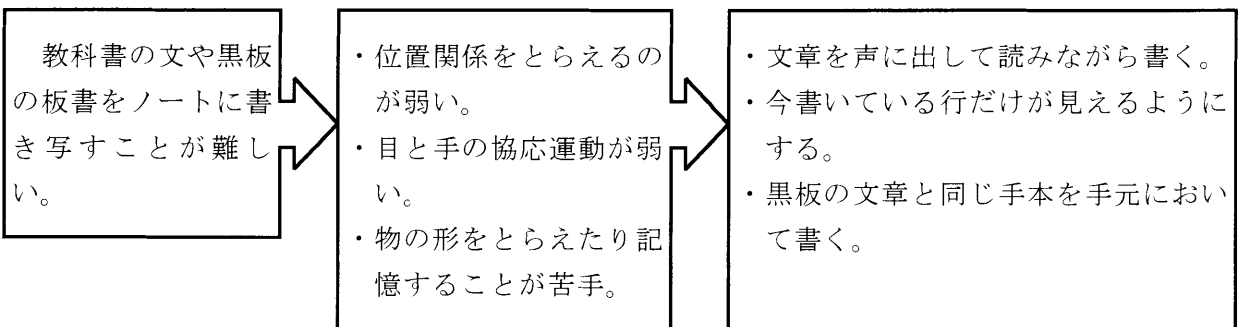 教科書の文や黒板
の板書をノートに書
き写すことが難し
い。
・位置関係をとらえるの
が弱い。
・目と手の協応運動が弱
い。
・物の形をとらえたり記
憶することが苦手。
・文章を声に出して読みながら書く。
・今書いている行だけが見えるように
する。
・黒板の文章と同じ手本を手元におい
て書く。